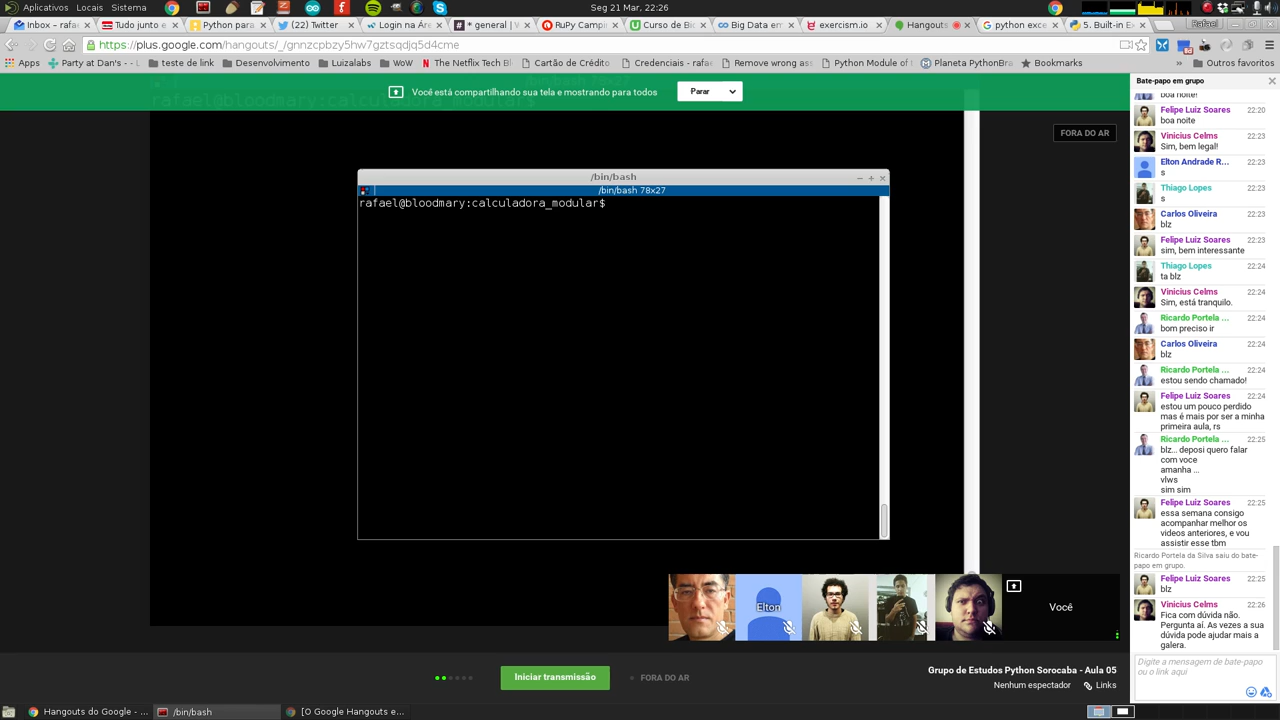 Aplicativos Locais Sistema
Seg 21 Mar, 22:26
Inbox – rafae
Tudo junto e
Python para
(22) Twitter
Login na Áre
# general | V
RuPy Campi
Curso de Blo
Big Data em
exercism.io
Hangouts
python excep
5. Built-in Ex
Rafael
https://plus.google.com/hangouts/_/gnnzcpbzy5hw7gztsqdjq5d4cme
Apps
Party at Dan's -- D
teste de link
Desenvolvimento
Luizalabs
WoW
The Netflix Tech Bl
Cartão de Crédito
Credenciais - rafae
Remove wrong ass
Python Module of
Planeta PythonBra
Bookmarks
»
Outros favoritos
Você está compartilhando sua tela e mostrando para todos
Parar
FORA DO AR
/bin/bash
/bin/bash 78x27
rafael@bloodmary:calculadora_modular$
Elton
Você
Iniciar transmissão
FORA DO AR
Grupo de Estudos Python Sorocaba - Aula 05
Nenhum espectador
Links
Bate-papo em grupo
boa noite!
Felipe Luiz Soares 22:20
boa noite
Vinicius Celms 22:23
Sim, bem legal!
Elton Andrade R... 22:23
s
Thiago Lopes 22:23
s
Carlos Oliveira 22:23
blz
Felipe Luiz Soares 22:23
sim, bem interessante
Thiago Lopes 22:24
ta blz
Vinicius Celms 22:24
Sim, está tranquilo.
Ricardo Portela ... 22:24
bom preciso ir
Carlos Oliveira 22:24
blz
Ricardo Portela ... 22:24
estou sendo chamado!
Felipe Luiz Soares 22:24
estou um pouco perdido
mas é mais por ser a minha
primeira aula, rs
Ricardo Portela ... 22:25
blz... deposi quero falar
com voce
amanha ...
vlws
sim sim
Felipe Luiz Soares 22:25
essa semana consigo
acompanhar melhor os
videos anteriores, e vou
assistir esse tbm
Ricardo Portela da Silva saiu do bate-
papo em grupo.
Felipe Luiz Soares 22:25
blz
Vinicius Celms 22:26
Fica com dúvida não.
Pergunta aí. As vezes a sua
dúvida pode ajudar mais a
galera.
Digite a mensagem de bate-papo
ou o link aqui
Hangouts do Google - ...
/bin/bash
[O Google Hangouts e...